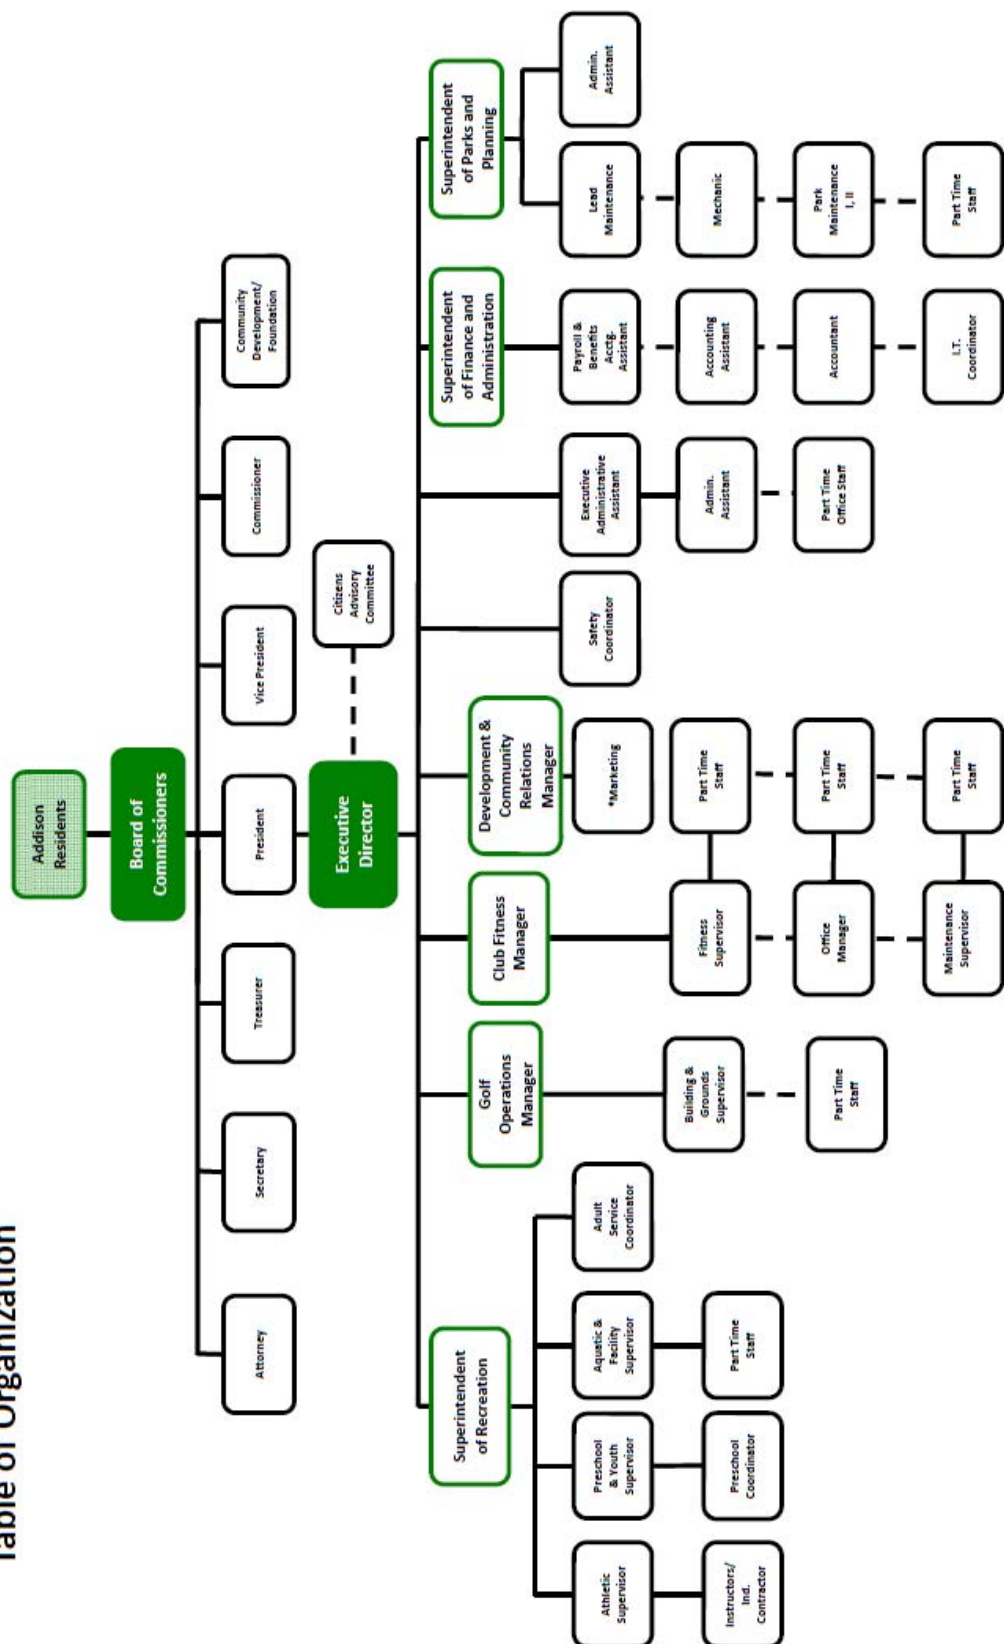 Table of Organization
Addison
Residents
Board of
Commissioners
Attorney
Secretary
Treasurer
President
Vice President
Commissioner
Community
Development/
Foundation
Executive
Director
Citizens
Advisory
Committee
Superintendent
of Recreation
Golf
Operations
Manager
Club Fitness
Manager
Development &
Community
Relations
Manager
Superintendent
of Finance and
Administration
Superintendent
of Parks and
Planning
Athletic
Supervisor
Preschool
& Youth
Supervisor
Aquatic &
Facility
Supervisor
Adult
Service
Coordinator
*Marketing
Safety
Coordinator
Executive
Administrative
Assistant
Payroll &
Benefits
Acctg.
Assistant
Lead
Maintenance
Admin.
Assistant
Instructors/
Ind.
Contractor
Preschool
Coordinator
Part Time
Staff
Building &
Grounds
Supervisor
Fitness
Supervisor
Part Time
Staff
Admin.
Assistant
Accounting
Assistant
Mechanic
Part Time
Staff
Office
Manager
Part Time
Staff
Part Time
Office Staff
Accountant
Park
Maintenance
I, II
Maintenance
Supervisor
Part Time
Staff
I.T.
Coordinator
Part Time
Staff